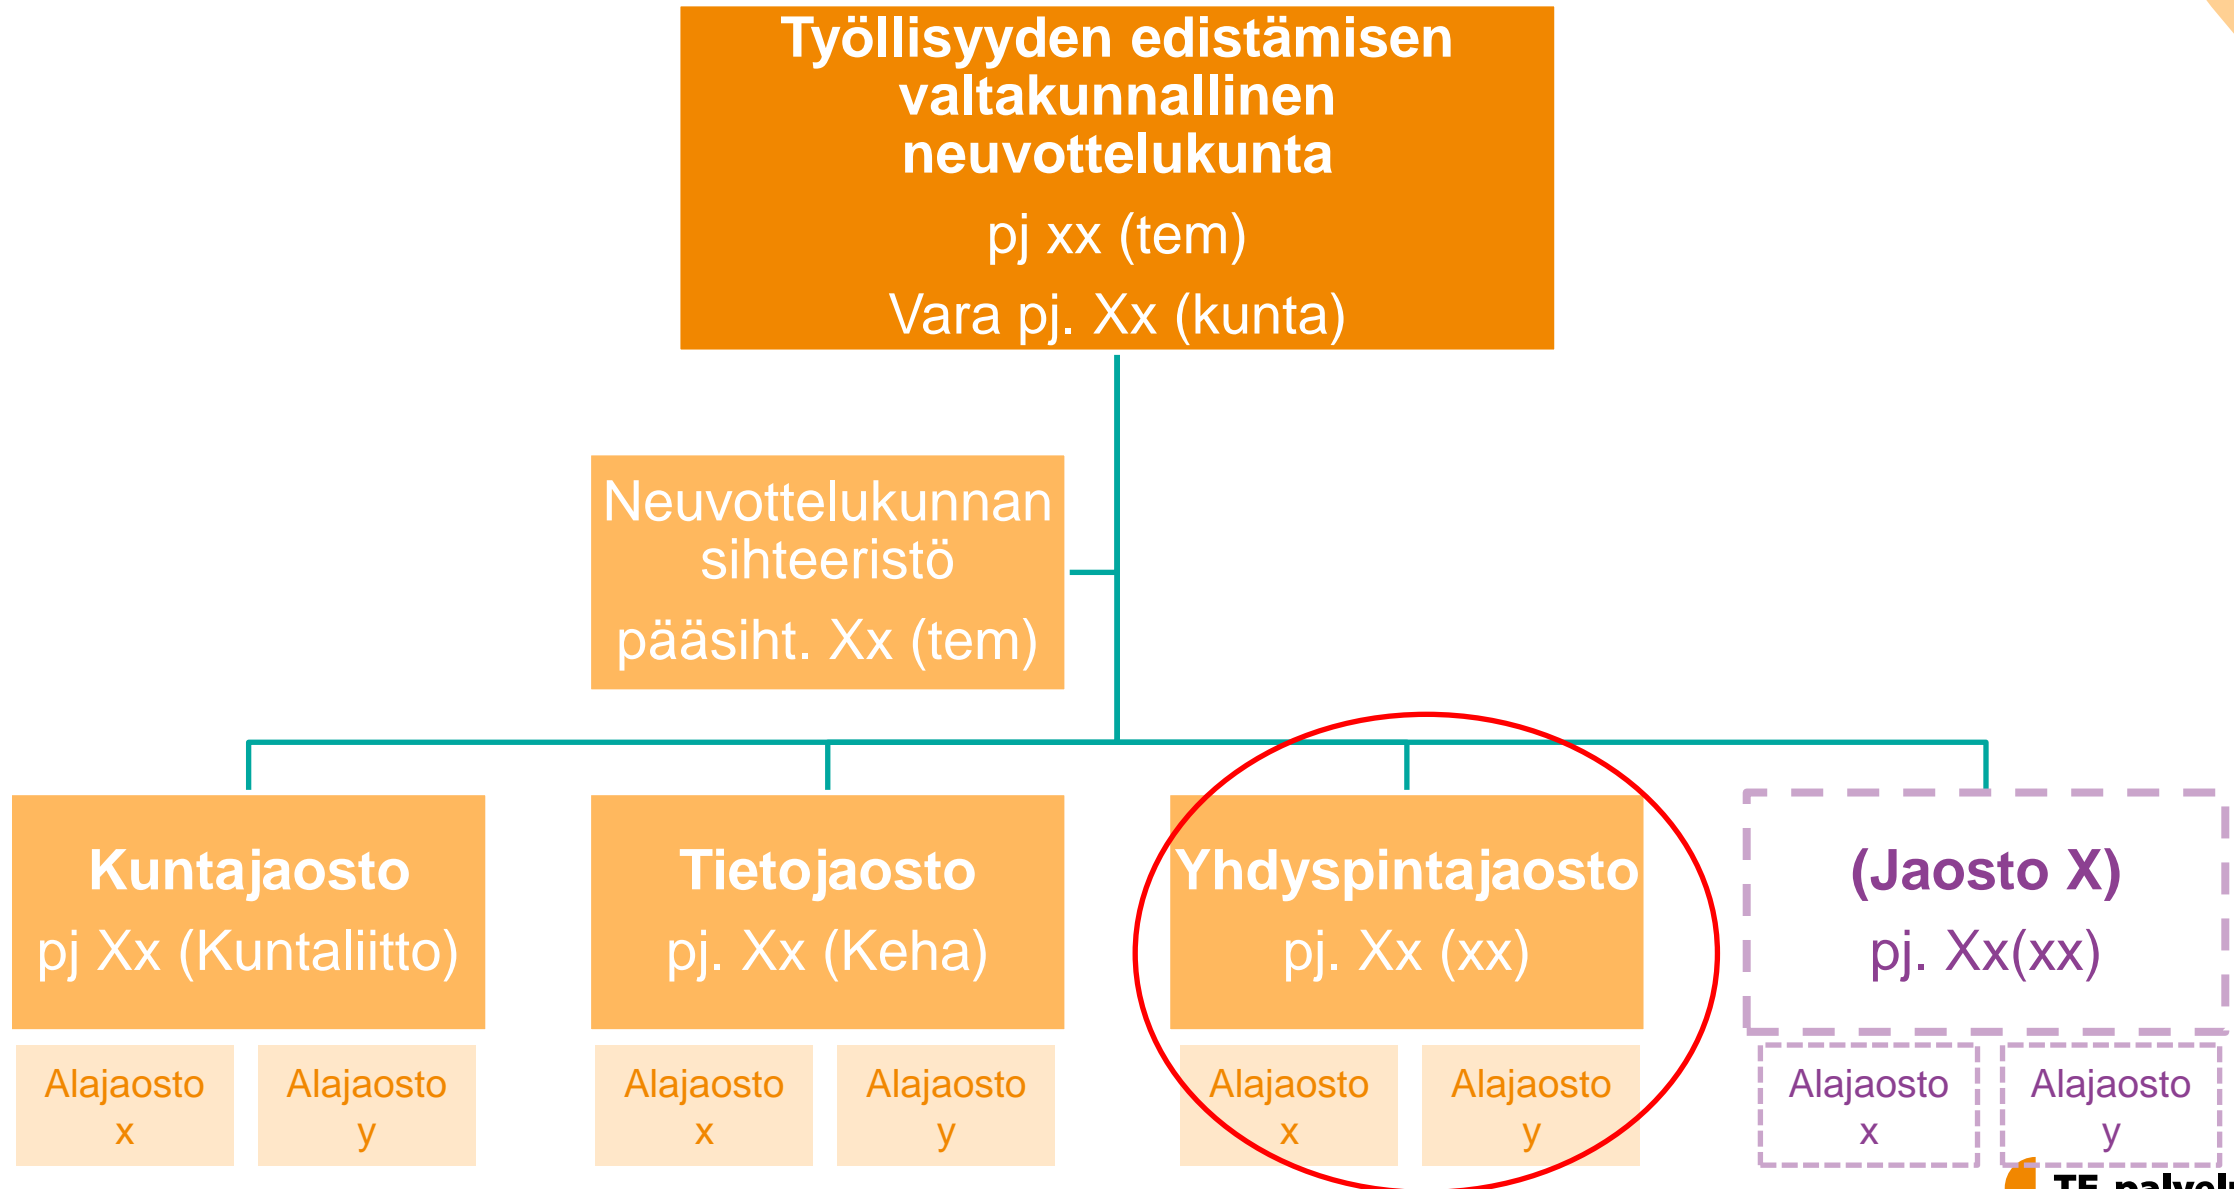 Työllisyyden edistämisen
valtakunnallinen
neuvottelukunta
pj xx (tem)
Vara pj. Xx (kunta)
Neuvottelukunnan
sihteeristö
pääsiht. Xx (tem)
Kuntajaosto
pj Xx (Kuntaliitto)
Tietojaosto
pj. Xx (Keha)
Yhdyspintajaosto
pj. Xx (xx)
(Jaosto X)
pj. Xx(xx)
Alajaosto
x
Alajaosto
y
Alajaosto
x
Alajaosto
y
Alajaosto
x
Alajaosto
y
Alajaosto
x
Alajaosto
y